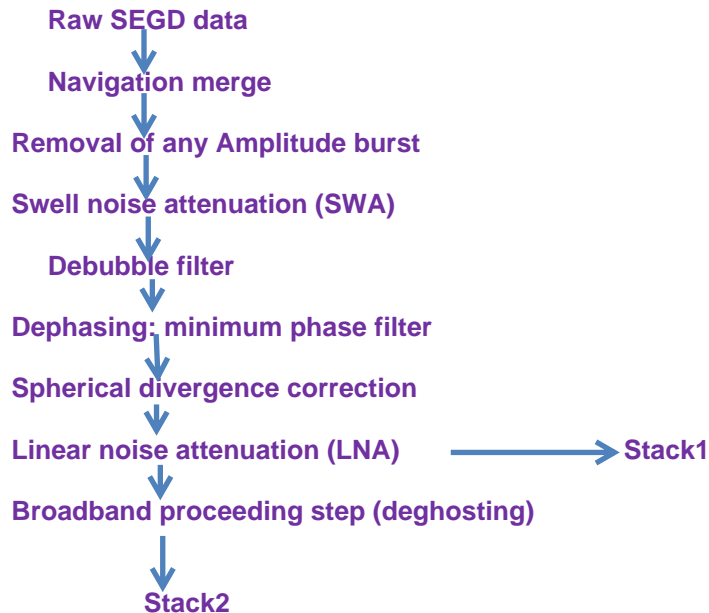 Raw SEGD data
Navigation merge
Removal of any Amplitude burst
Swell noise attenuation (SWA)
Debubble filter
Dephasing: minimum phase filter
Spherical divergence correction
Linear noise attenuation (LNA)
Stack1
Broadband proceeding step (deghosting)
Stack2